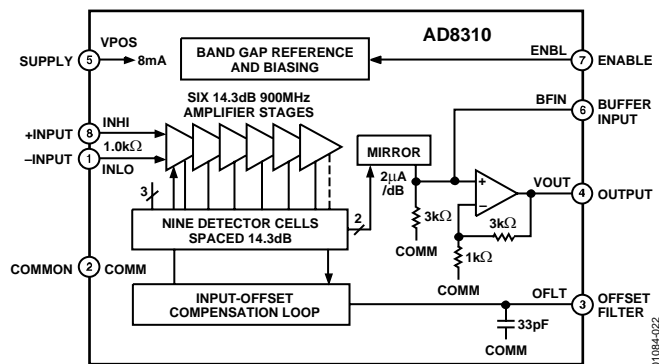 AD8310
SUPPLY
5
VPOS
8mA
BAND GAP REFERENCE
AND BIASING
ENBL
7
ENABLE
SIX 14.3dB 900MHz
AMPLIFIER STAGES
BFIN
6
BUFFER
INPUT
+INPUT
8
INHI
1.0kΩ
–INPUT
1
INLO
MIRROR
2µA
/dB
+
–
VOUT
4
OUTPUT
3
NINE DETECTOR CELLS
SPACED 14.3dB
2
3kΩ
COMM
3kΩ
1kΩ
COMM
COMMON
2
COMM
INPUT-OFFSET
COMPENSATION LOOP
OFLT
3
OFFSET
FILTER
33pF
COMM
01084-022